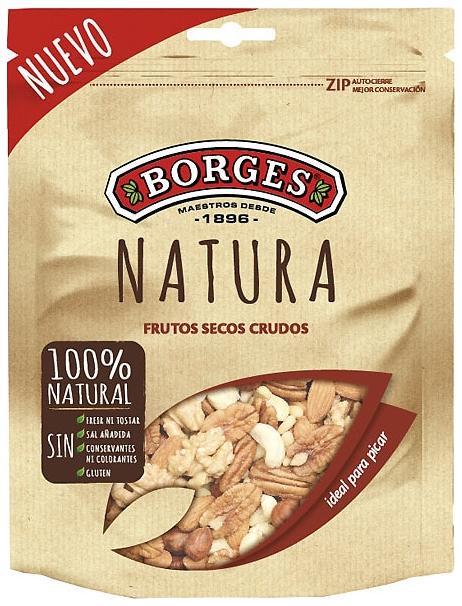 NUEVO
ZIP AUTOCIERRE
MEJOR CONSERVACIÓN
BORGES®
MAESTROS DESDE
- 1896 -
NATURA
FRUTOS SECOS CRUDOS
100%
NATURAL
SIN
FREIR NI TOSTAR
SAL AÑADIDA
CONSERVANTES
NI COLORANTES
GLUTEN
ideal para picar